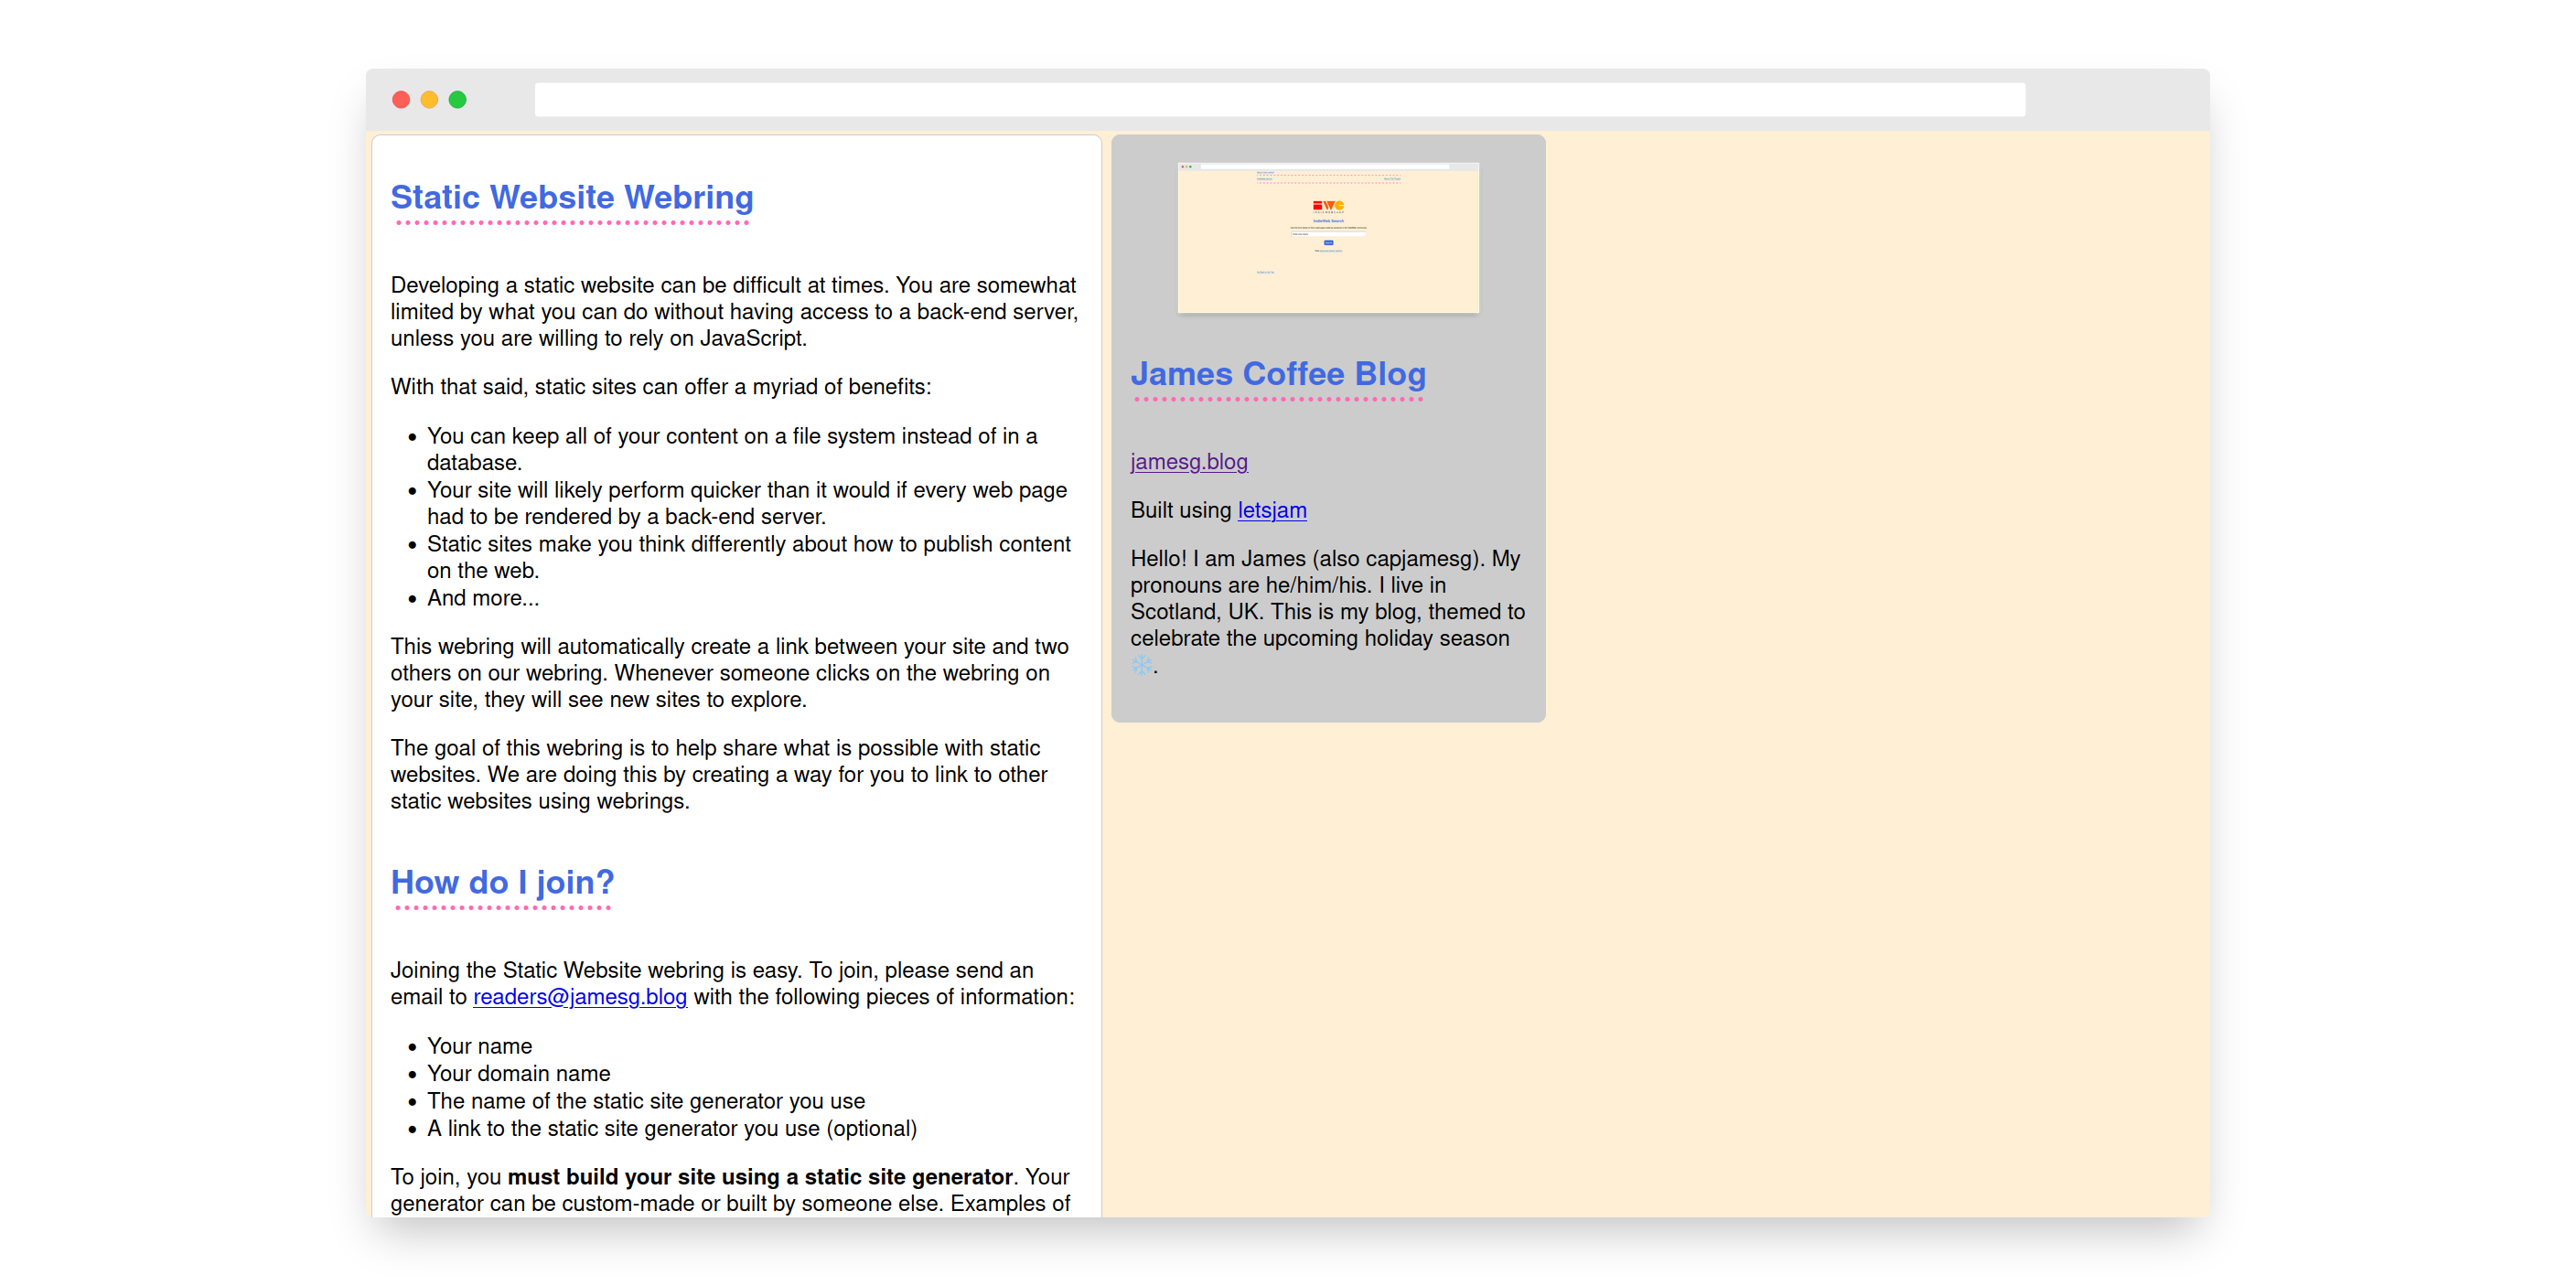 Static Website Webring
Developing a static website can be difficult at times. You are somewhat
limited by what you can do without having access to a back-end server,
unless you are willing to rely on JavaScript.
With that said, static sites can offer a myriad of benefits:
• You can keep all of your content on a file system instead of in a
database.
• Your site will likely perform quicker than it would if every web page
had to be rendered by a back-end server.
• Static sites make you think differently about how to publish content
on the web.
• And more...
This webring will automatically create a link between your site and two
others on our webring. Whenever someone clicks on the webring on
your site, they will see new sites to explore.
The goal of this webring is to help share what is possible with static
websites. We are doing this by creating a way for you to link to other
static websites using webrings.
How do I join?
Joining the Static Website webring is easy. To join, please send an
email to readers@jamesg.blog with the following pieces of information:
• Your name
• Your domain name
• The name of the static site generator you use
• A link to the static site generator you use (optional)
To join, you must build your site using a static site generator. Your
generator can be custom-made or built by someone else. Examples of
IndieWeb Search
James Coffee Blog
jamesg.blog
Built using letsjam
Hello! I am James (also capjamesg). My
pronouns are he/him/his. I live in
Scotland, UK. This is my blog, themed to
celebrate the upcoming holiday season
❄️.